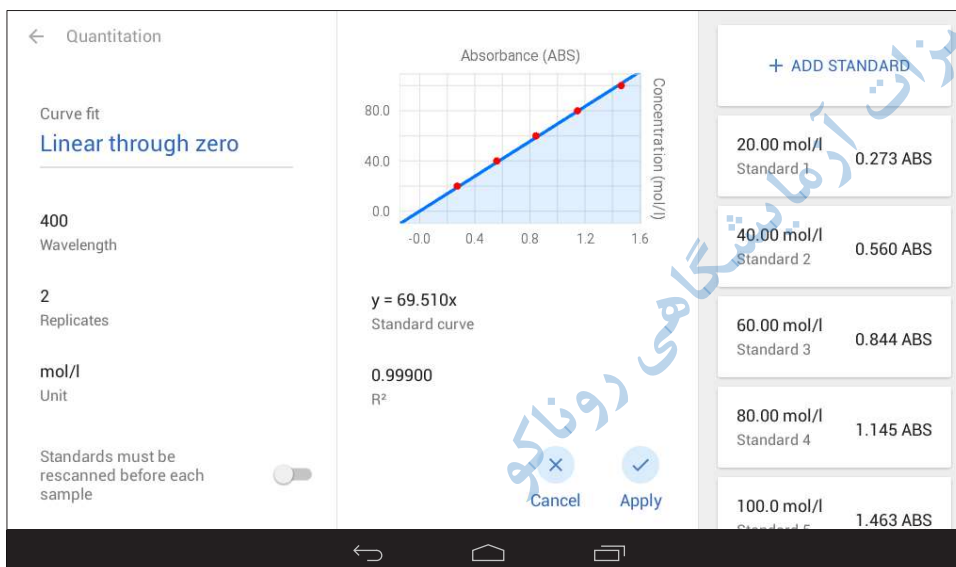 ← Quantitation
Curve fit
Linear through zero
400
Wavelength
2
Replicates
mol/l
Unit
Standards must be
rescanned before each
sample
Absorbance (ABS)
80.0
40.0
0.0
-0.0 0.4 0.8 1.2 1.6
Concentration (mol/l)
y = 69.510x
Standard curve
0.99900
R²
Cancel Apply
+ ADD STANDARD
20.00 mol/l
Standard 1
0.273 ABS
40.00 mol/l
Standard 2
0.560 ABS
60.00 mol/l
Standard 3
0.844 ABS
80.00 mol/l
Standard 4
1.145 ABS
100.0 mol/l
Standard 5
1.463 ABS
آزمایشگاهی روناکو